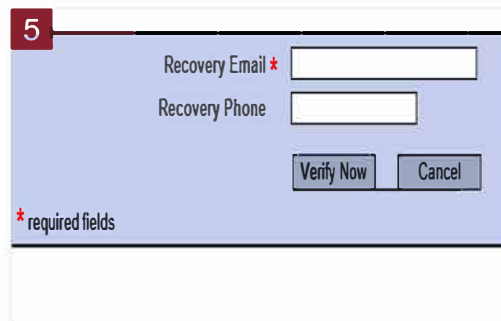 5
Recovery Email *
Recovery Phone
Verify Now Cancel
* required fields